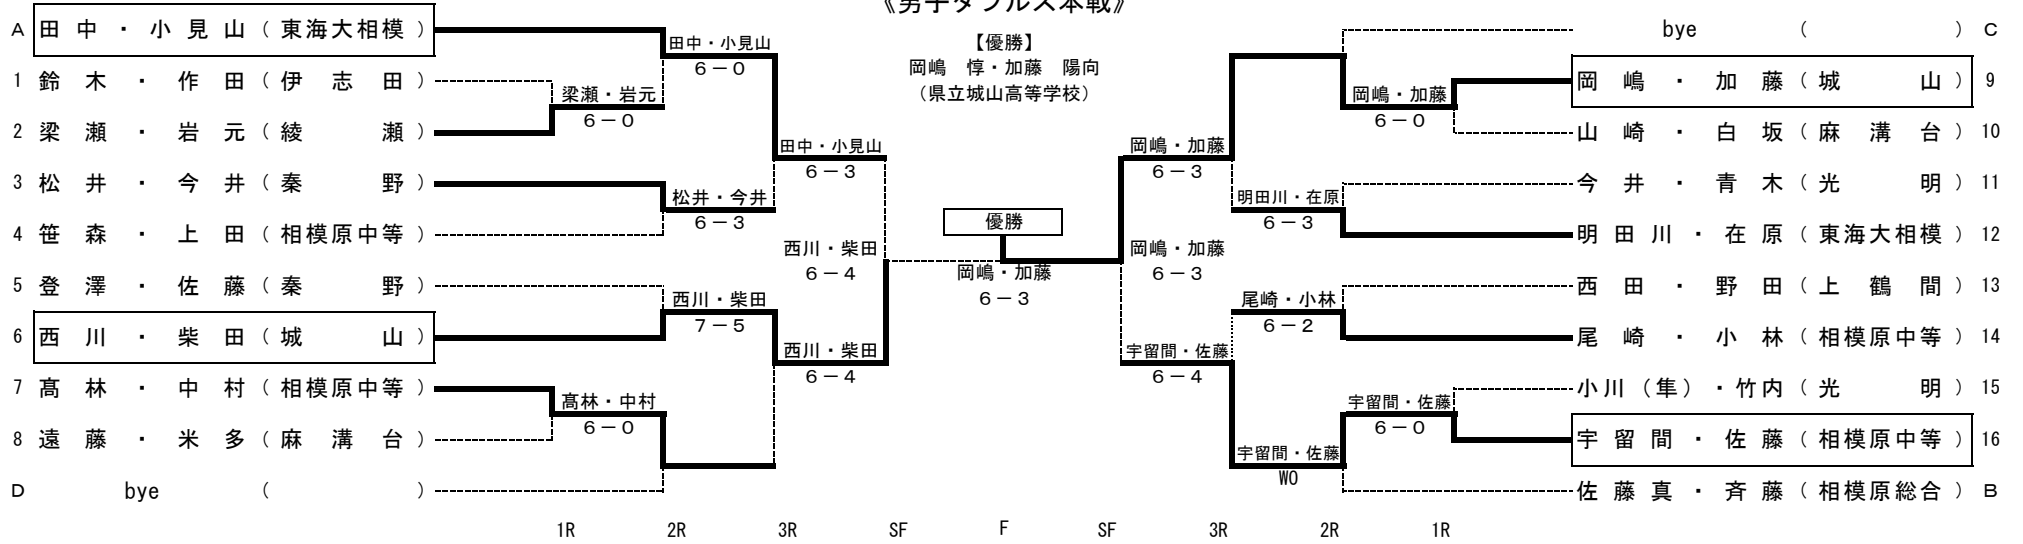 《男子ダブルス本戦》
【優勝】
岡嶋 惇・加藤 陽向
（県立城山高等学校）
A 田中・小見山（東海大相模）
1 鈴木・作田（伊志田）
2 梁瀬・岩元（綾瀬）
3 松井・今井（秦野）
4 笹森・上田（相模原中等）
5 登澤・佐藤（秦野）
6 西川・柴田（城山）
7 髙林・中村（相模原中等）
8 遠藤・米多（麻溝台）
D bye（ ）
梁瀬・岩元
6－0
髙林・中村
6－0
田中・小見山
6－0
松井・今井
6－3
西川・柴田
7－5
田中・小見山
6－3
西川・柴田
6－4
西川・柴田
6－4
優勝
岡嶋・加藤
6－3
岡嶋・加藤
6－3
岡嶋・加藤
6－3
宇留間・佐藤
6－4
明田川・在原
6－3
尾崎・小林
6－2
宇留間・佐藤
WO
岡嶋・加藤
6－0
宇留間・佐藤
6－0
bye（ ） C
岡嶋・加藤（城山） 9
山崎・白坂（麻溝台） 10
今井・青木（光明） 11
明田川・在原（東海大相模） 12
西田・野田（上鶴間） 13
尾崎・小林（相模原中等） 14
小川（隼）・竹内（光明） 15
宇留間・佐藤（相模原中等） 16
佐藤真・斉藤（相模原総合） B
1R 2R 3R SF F SF 3R 2R 1R